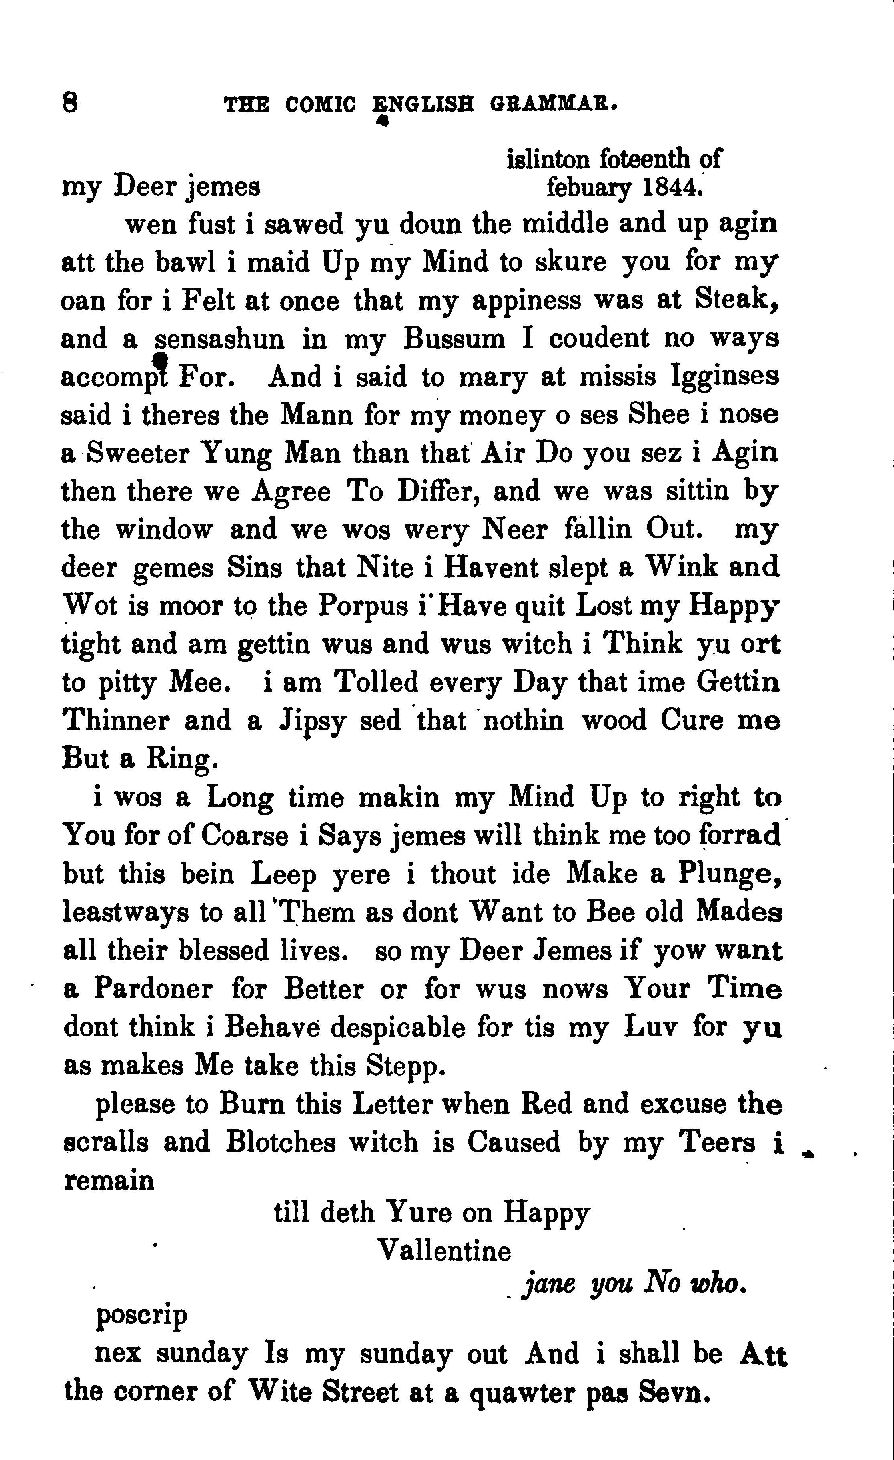 8 THE COMIC ENGLISH GRAMMAR.
islinton foteenth of
my Deer jemes febuary 1844.
wen fust i sawed yu doun the middle and up agin
att the bawl i maid Up my Mind to skure you for my
oan for i Felt at once that my appiness was at Steak,
and a sensashun in my Bussum I coudent no ways
accompt For. And i said to mary at missis Igginses
said i theres the Mann for my money o ses Shee i nose
a Sweeter Yung Man than that Air Do you sez i Agin
then there we Agree To Differ, and we was sittin by
the window and we wos wery Neer fallin Out. my
deer gemes Sins that Nite i Havent slept a Wink and
Wot is moor to the Porpus i Have quit Lost my Happy
tight and am gettin wus and wus witch i Think yu ort
to pitty Mee. i am Tolled every Day that ime Gettin
Thinner and a Jipsy sed that nothin wood Cure me
But a Ring.
i wos a Long time makin my Mind Up to right to
You for of Coarse i Says jemes will think me too forrad
but this bein Leep yere i thout ide Make a Plunge,
leastways to all Them as dont Want to Bee old Mades
all their blessed lives. so my Deer Jemes if yow want
a Pardoner for Better or for wus nows Your Time
dont think i Behave despicable for tis my Luv for yu
as makes Me take this Stepp.
please to Burn this Letter when Red and excuse the
scralls and Blotches witch is Caused by my Teers i
remain
till deth Yure on Happy
Vallentine
jane you No who.
poscrip
nex sunday Is my sunday out And i shall be Att
the corner of Wite Street at a quawter pas Sevn.